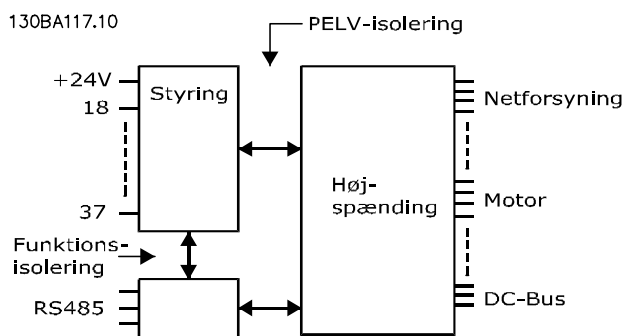 130BA117.10
PELV-isolering
+24V
Styring
18
37
Høj-
spænding
Netforsyning
Motor
Funktions-
isolering
RS485
DC-Bus